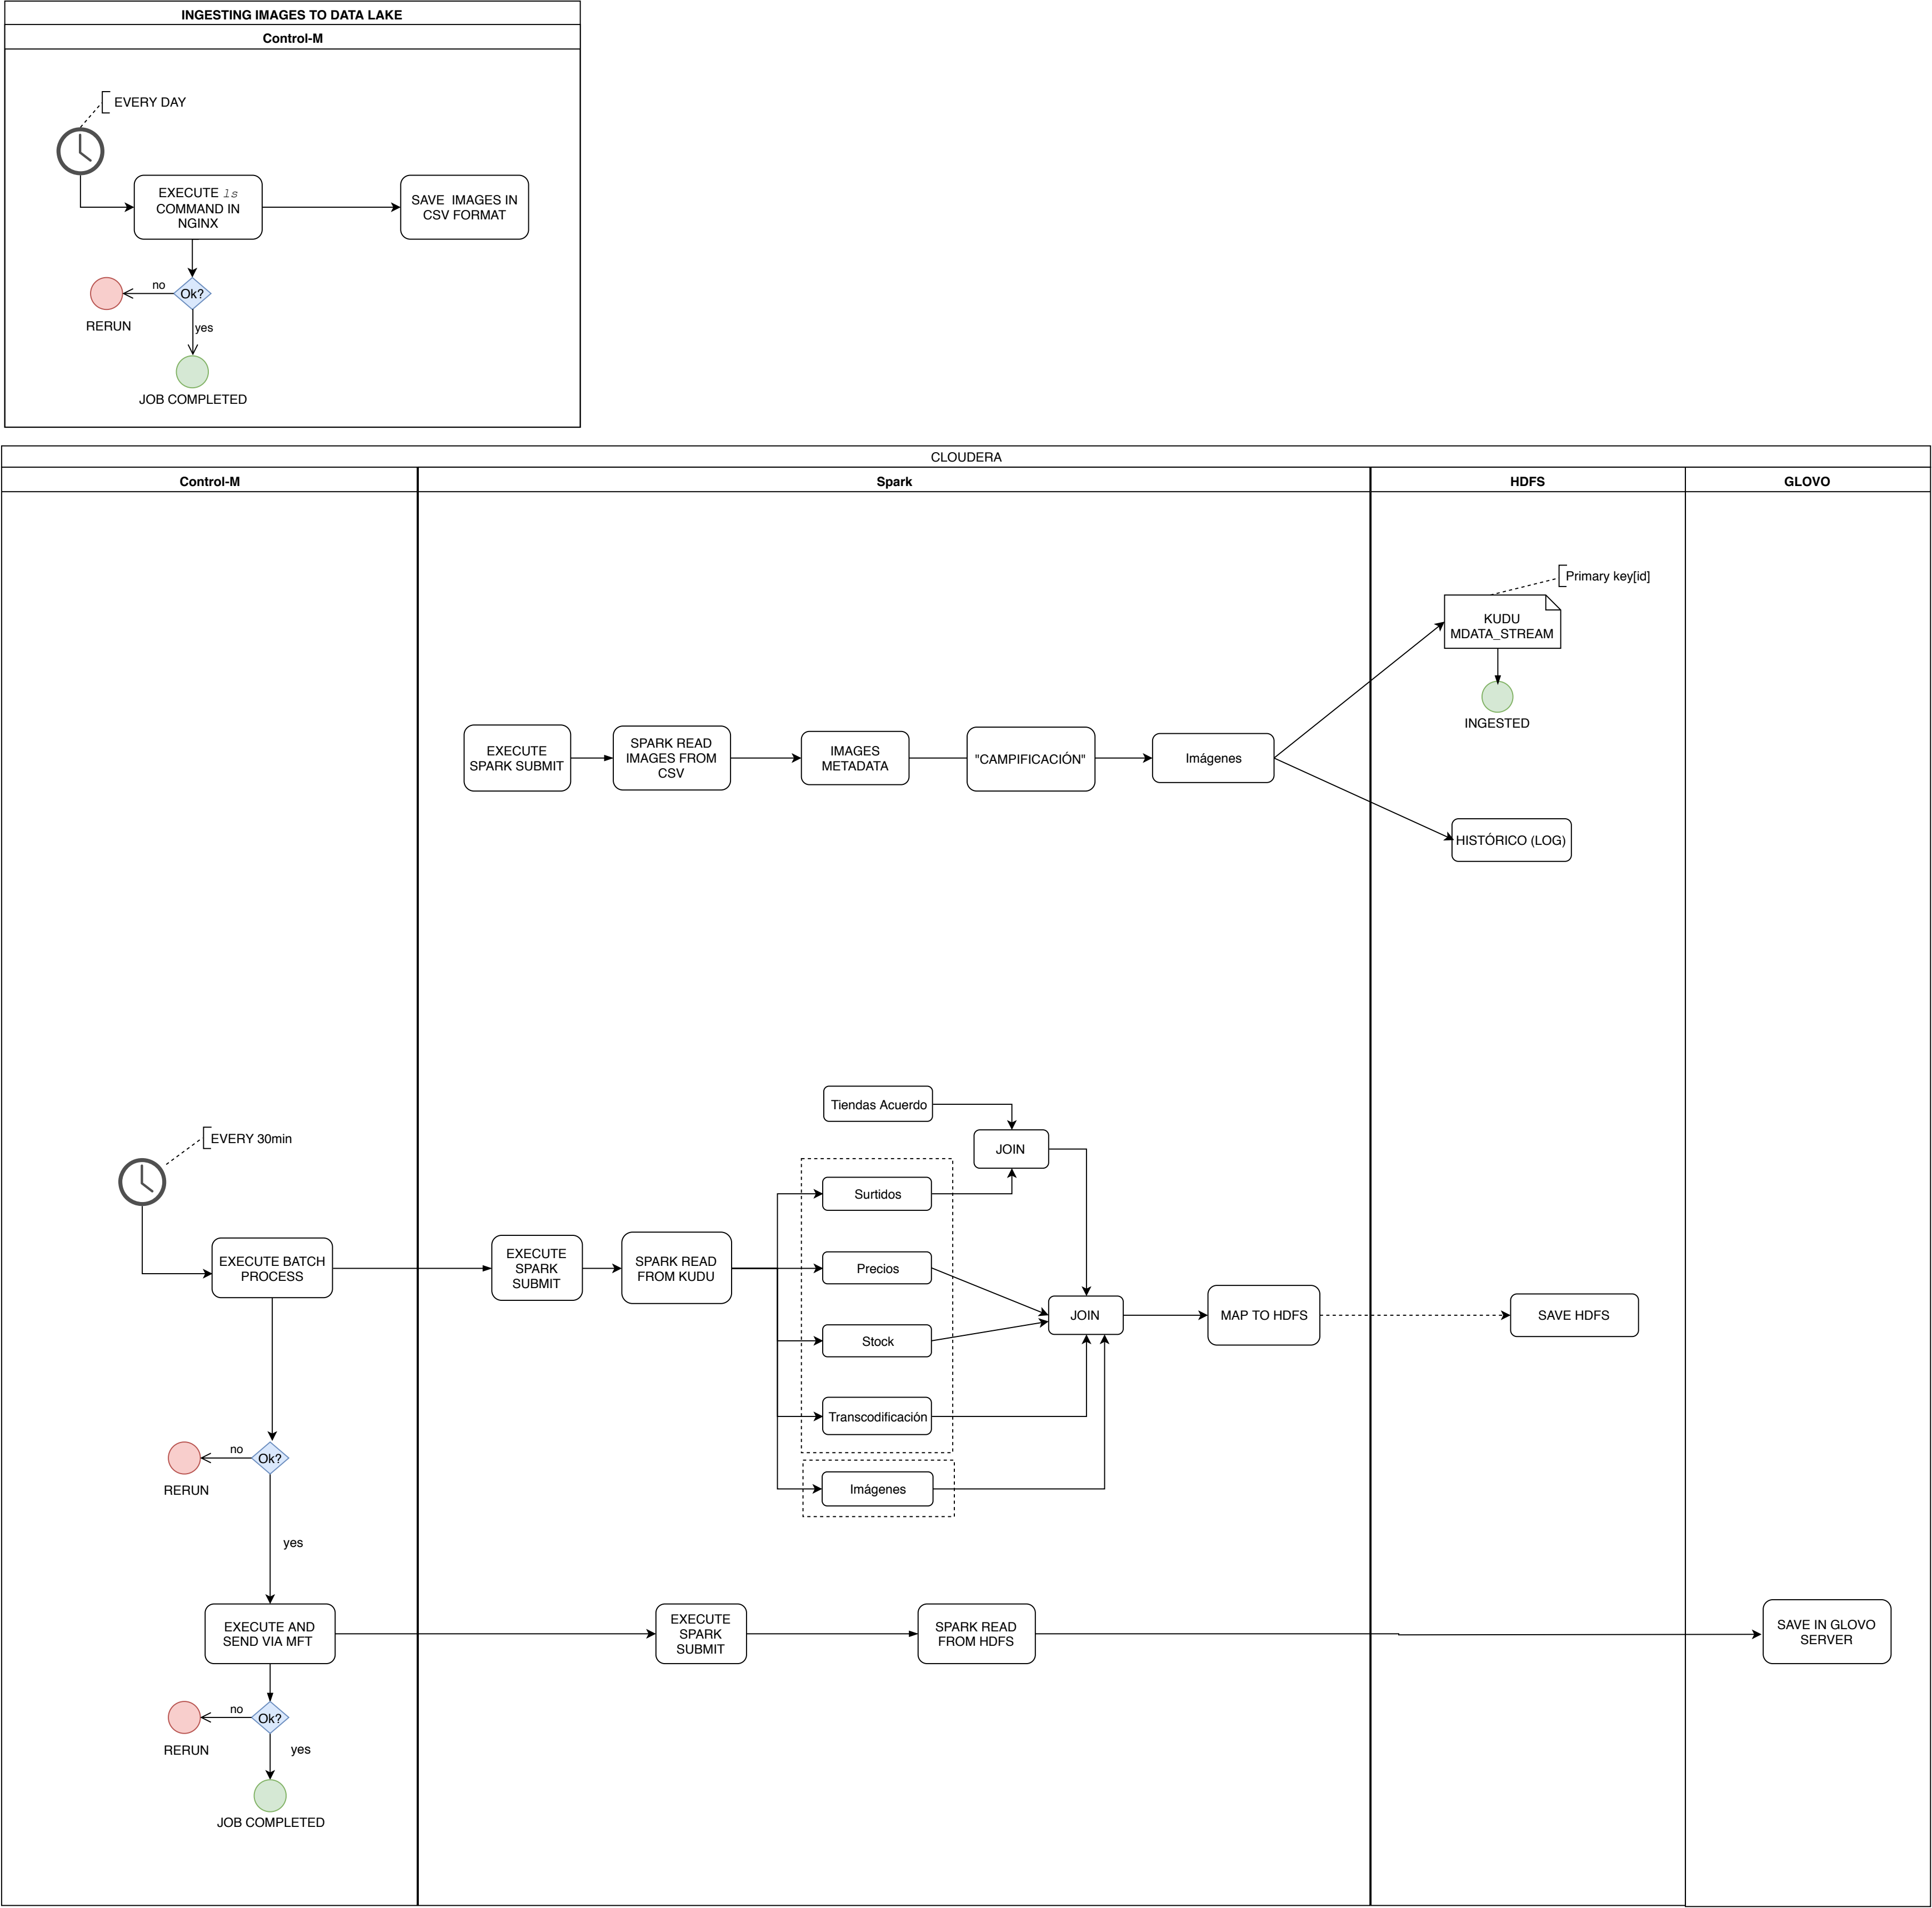 INGESTING IMAGES TO DATA LAKE
Control-M
EVERY DAY
EXECUTE ls
COMMAND IN
NGINX
SAVE  IMAGES IN
CSV FORMAT
no
Ok?
RERUN
yes
JOB COMPLETED
CLOUDERA
Control-M
Spark
HDFS
GLOVO
Primary key[id]
KUDU
MDATA_STREAM
INGESTED
EXECUTE
SPARK SUBMIT
SPARK READ
IMAGES FROM
CSV
IMAGES
METADATA
"CAMPIFICACIÓN"
Imágenes
HISTÓRICO (LOG)
EVERY 30min
Tiendas Acuerdo
JOIN
Surtidos
EXECUTE BATCH
PROCESS
EXECUTE
SPARK
SUBMIT
SPARK READ
FROM KUDU
Precios
JOIN
MAP TO HDFS
SAVE HDFS
Stock
Transcodificación
Imágenes
no
Ok?
RERUN
yes
EXECUTE AND
SEND VIA MFT
EXECUTE
SPARK
SUBMIT
SPARK READ
FROM HDFS
SAVE IN GLOVO
SERVER
no
Ok?
RERUN
yes
JOB COMPLETED